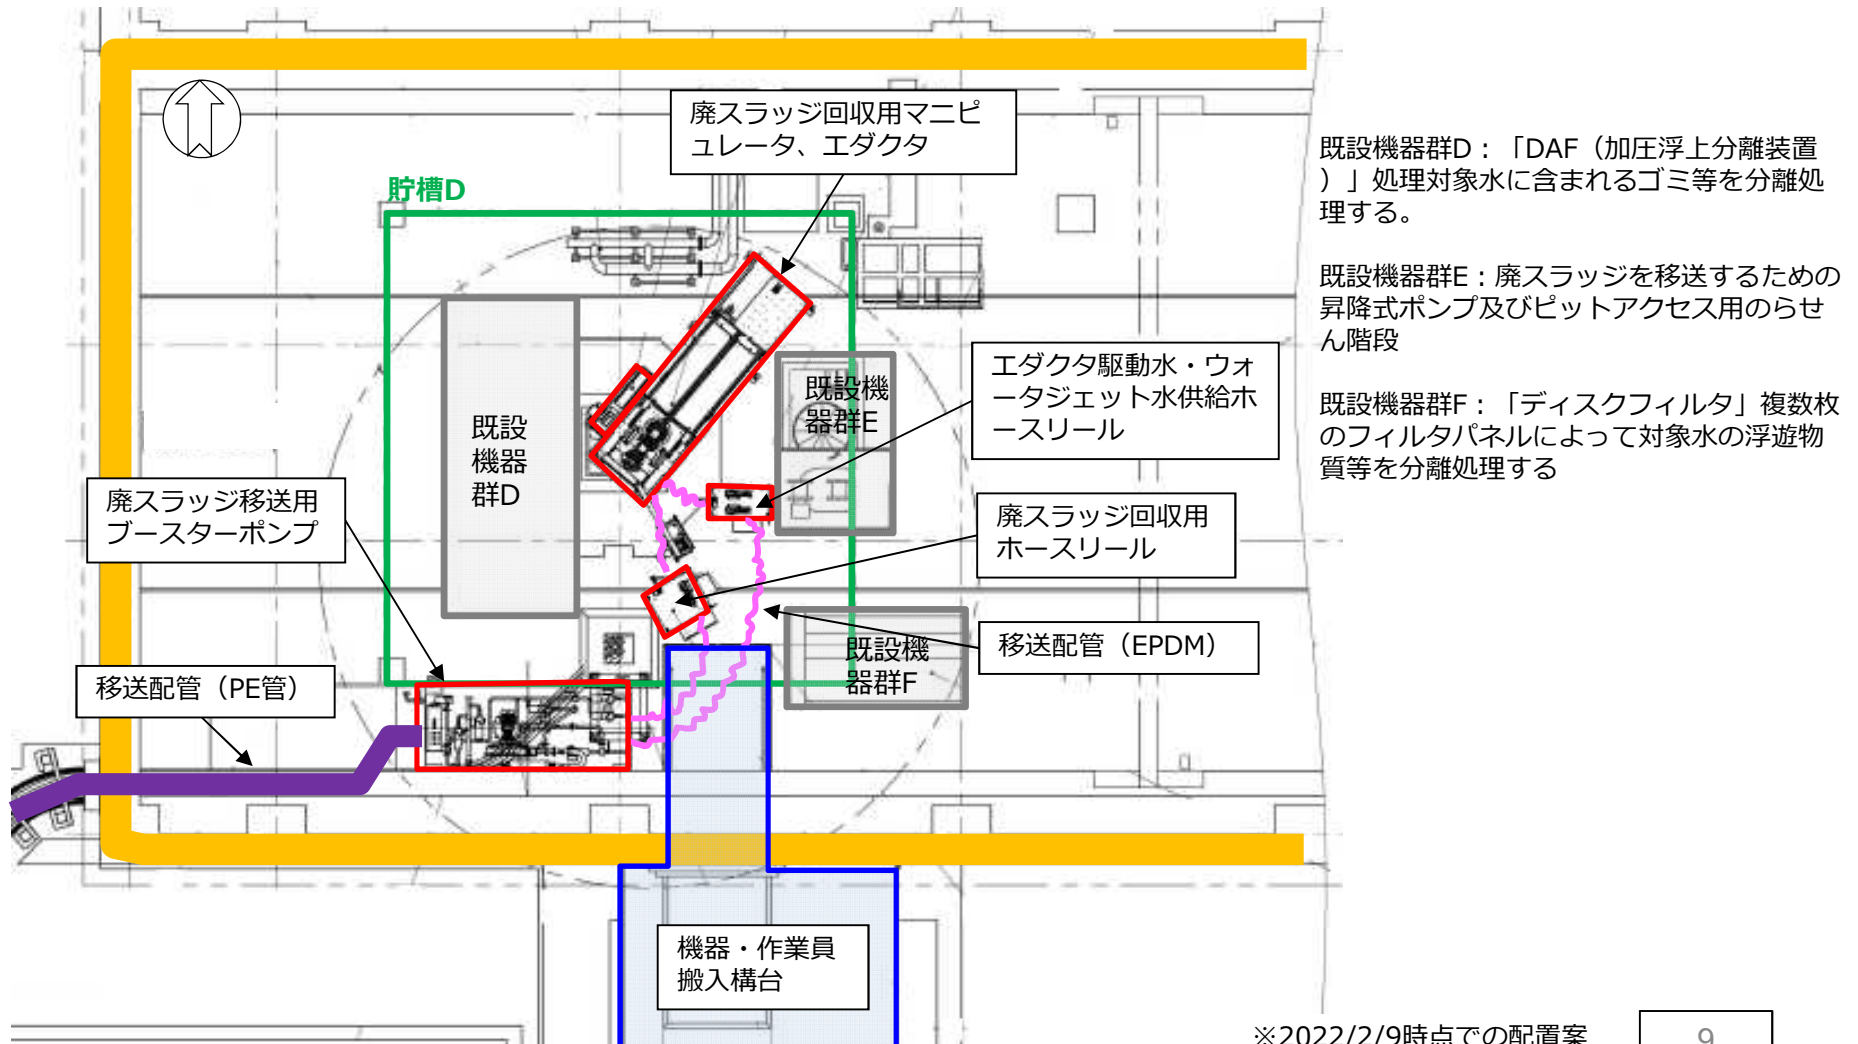 廃スラッジ回収用マニピ
ュレータ、エダクタ
貯槽D
既設機器群D：「DAF（加圧浮上分離装置
）」処理対象水に含まれるゴミ等を分離処
理する。
既設機器群E：廃スラッジを移送するための
昇降式ポンプ及びピットアクセス用のらせ
ん階段
既設機器群F：「ディスクフィルタ」複数枚
のフィルタパネルによって対象水の浮遊物
質等を分離処理する
エダクタ駆動水・ウォ
ータジェット水供給ホ
ースリール
既設機
器群E
既設
機器
群D
廃スラッジ移送用
ブースターポンプ
廃スラッジ回収用
ホースリール
移送配管（EPDM）
既設機
器群F
移送配管（PE管）
機器・作業員
搬入構台
※2022/2/9時点での配置案
9